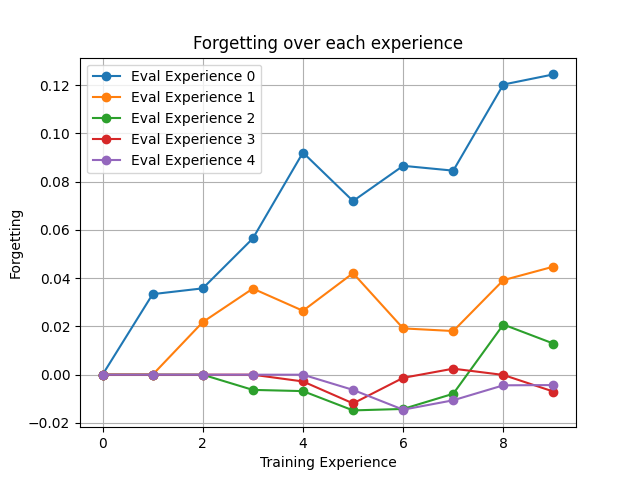 Forgetting over each experience
Eval Experience 0
Eval Experience 1
Eval Experience 2
Eval Experience 3
Eval Experience 4
0.12
0.10
0.08
0.06
0.04
0.02
0.00
−0.02
Forgetting
0 2 4 6 8
Training Experience